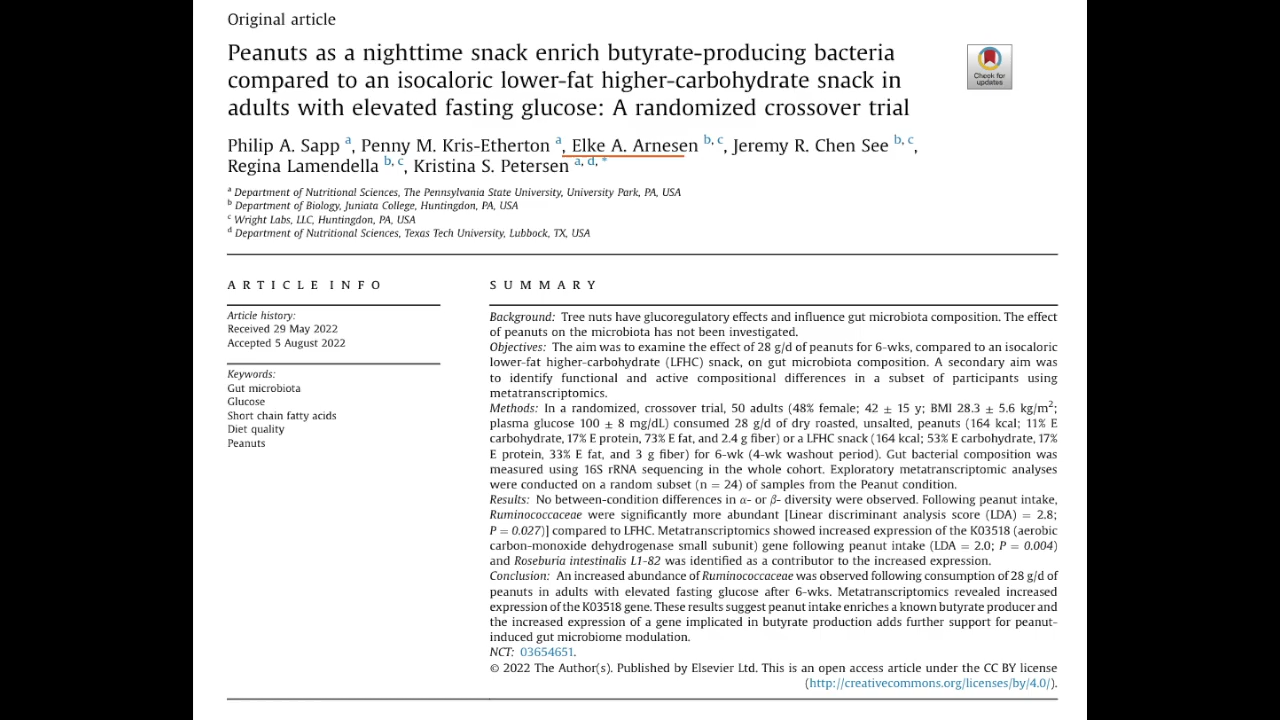 Original article
Peanuts as a nighttime snack enrich butyrate-producing bacteria
compared to an isocaloric lower-fat higher-carbohydrate snack in
adults with elevated fasting glucose: A randomized crossover trial
Check for
updates
Philip A. Sapp a, Penny M. Kris-Etherton a, Elke A. Arnesen b, c, Jeremy R. Chen See b, c,
Regina Lamendella b, c, Kristina S. Petersen a, d, *
a Department of Nutritional Sciences, The Pennsylvania State University, University Park, PA, USA
b Department of Biology, Juniata College, Huntingdon, PA, USA
c Wright Labs, LLC, Huntingdon, PA, USA
d Department of Nutritional Sciences, Texas Tech University, Lubbock, TX, USA
ARTICLE INFO
Article history:
Received 29 May 2022
Accepted 5 August 2022
Keywords:
Gut microbiota
Glucose
Short chain fatty acids
Diet quality
Peanuts
SUMMARY
Background: Tree nuts have glucoregulatory effects and influence gut microbiota composition. The effect
of peanuts on the microbiota has not been investigated.
Objectives: The aim was to examine the effect of 28 g/d of peanuts for 6-wks, compared to an isocaloric
lower-fat higher-carbohydrate (LFHC) snack, on gut microbiota composition. A secondary aim was
to identify functional and active compositional differences in a subset of participants using
metatranscriptomics.
Methods: In a randomized, crossover trial, 50 adults (48% female; 42 ± 15 y; BMI 28.3 ± 5.6 kg/m²;
plasma glucose 100 ± 8 mg/dL) consumed 28 g/d of dry roasted, unsalted, peanuts (164 kcal; 11% E
carbohydrate, 17% E protein, 73% E fat, and 2.4 g fiber) or a LFHC snack (164 kcal; 53% E carbohydrate, 17%
E protein, 33% E fat, and 3 g fiber) for 6-wk (4-wk washout period). Gut bacterial composition was
measured using 16S rRNA sequencing in the whole cohort. Exploratory metatranscriptomic analyses
were conducted on a random subset (n = 24) of samples from the Peanut condition.
Results: No between-condition differences in α- or β- diversity were observed. Following peanut intake,
Ruminococcaceae were significantly more abundant [Linear discriminant analysis score (LDA) = 2.8;
P = 0.027)] compared to LFHC. Metatranscriptomics showed increased expression of the K03518 (aerobic
carbon-monoxide dehydrogenase small subunit) gene following peanut intake (LDA = 2.0; P = 0.004)
and Roseburia intestinalis L1-82 was identified as a contributor to the increased expression.
Conclusion: An increased abundance of Ruminococcaceae was observed following consumption of 28 g/d of
peanuts in adults with elevated fasting glucose after 6-wks. Metatranscriptomics revealed increased
expression of the K03518 gene. These results suggest peanut intake enriches a known butyrate producer and
the increased expression of a gene implicated in butyrate production adds further support for peanut-
induced gut microbiome modulation.
NCT: 03654651.
© 2022 The Author(s). Published by Elsevier Ltd. This is an open access article under the CC BY license
(http://creativecommons.org/licenses/by/4.0/).